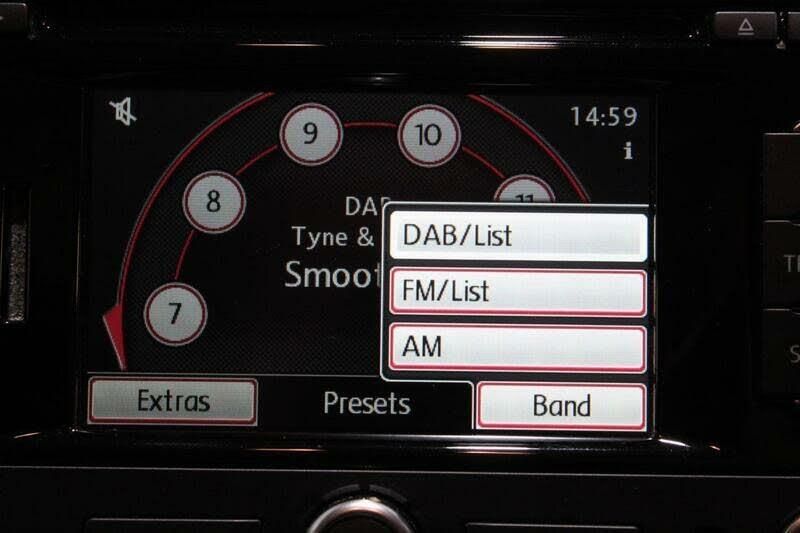 14:59
i
9
10
8
7
DAB
Tyne &
DAB/List
FM/List
AM
Extras
Presets
Band